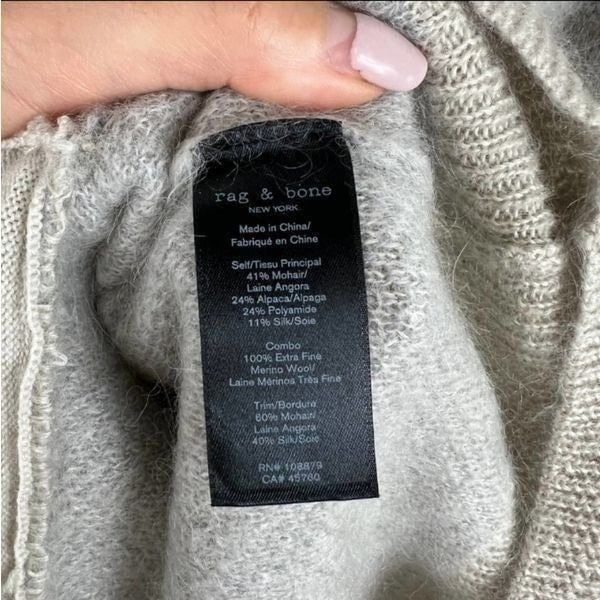 rag & bone
NEW YORK
Made in China/
Fabriqué en Chine
Self/Tissu Principal
41% Mohair/
Laine Angora
24% Alpaca/Alpaga
24% Polyamide
11% Silk/Soie
Combo
100% Extra Fine
Merino Wool/
Laine Mérinos Très Fine
Trim/Bordure
60% Mohair/
Laine Angora
40% Silk/Soie
RN# 108879
CA# 45760